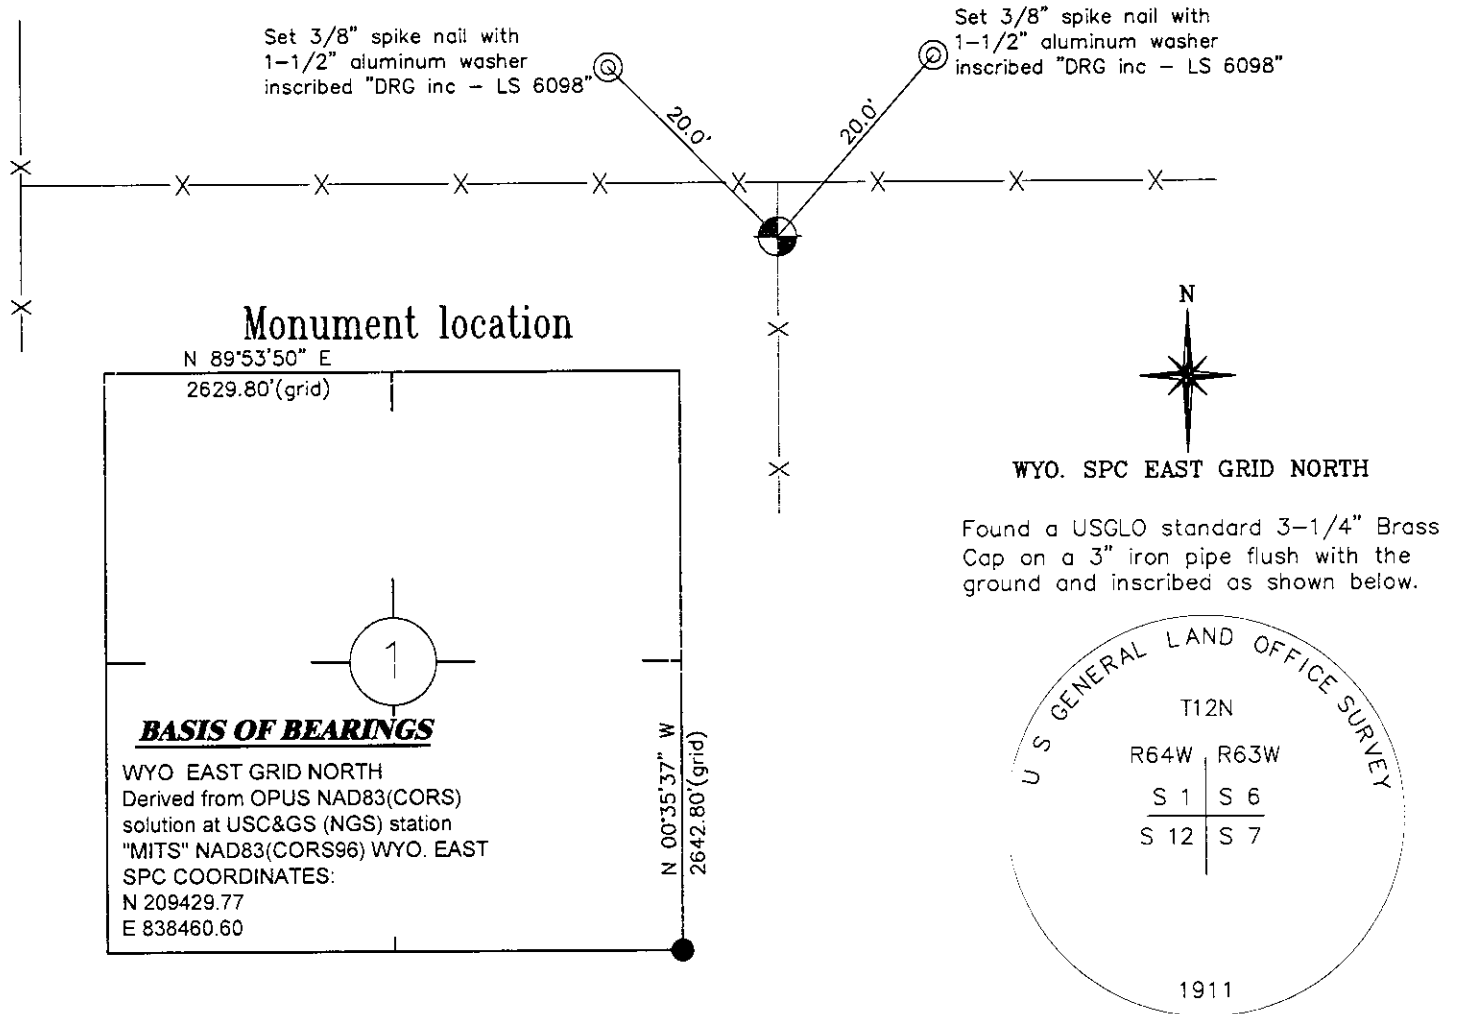 Set 3/8" spike nail with
1-1/2" aluminum washer
inscribed "DRG inc - LS 6098"
Set 3/8" spike nail with
1-1/2" aluminum washer
inscribed "DRG inc - LS 6098"
20.0'
20.0'
Monument location
N 89°53'50" E
2629.80'(grid)
N
WYO. SPC EAST GRID NORTH
Found a USGLO standard 3-1/4" Brass
Cap on a 3" iron pipe flush with the
ground and inscribed as shown below.
1
BASIS OF BEARINGS
WYO EAST GRID NORTH
Derived from OPUS NAD83(CORS)
solution at USC&GS (NGS) station
"MITS" NAD83(CORS96) WYO. EAST
SPC COORDINATES:
N 209429.77
E 838460.60
N 00°35'37" W
2642.80'(grid)
U S GENERAL LAND OFFICE SURVEY
T12N
R64W R63W
S 1 S 6
S 12 S 7
1911